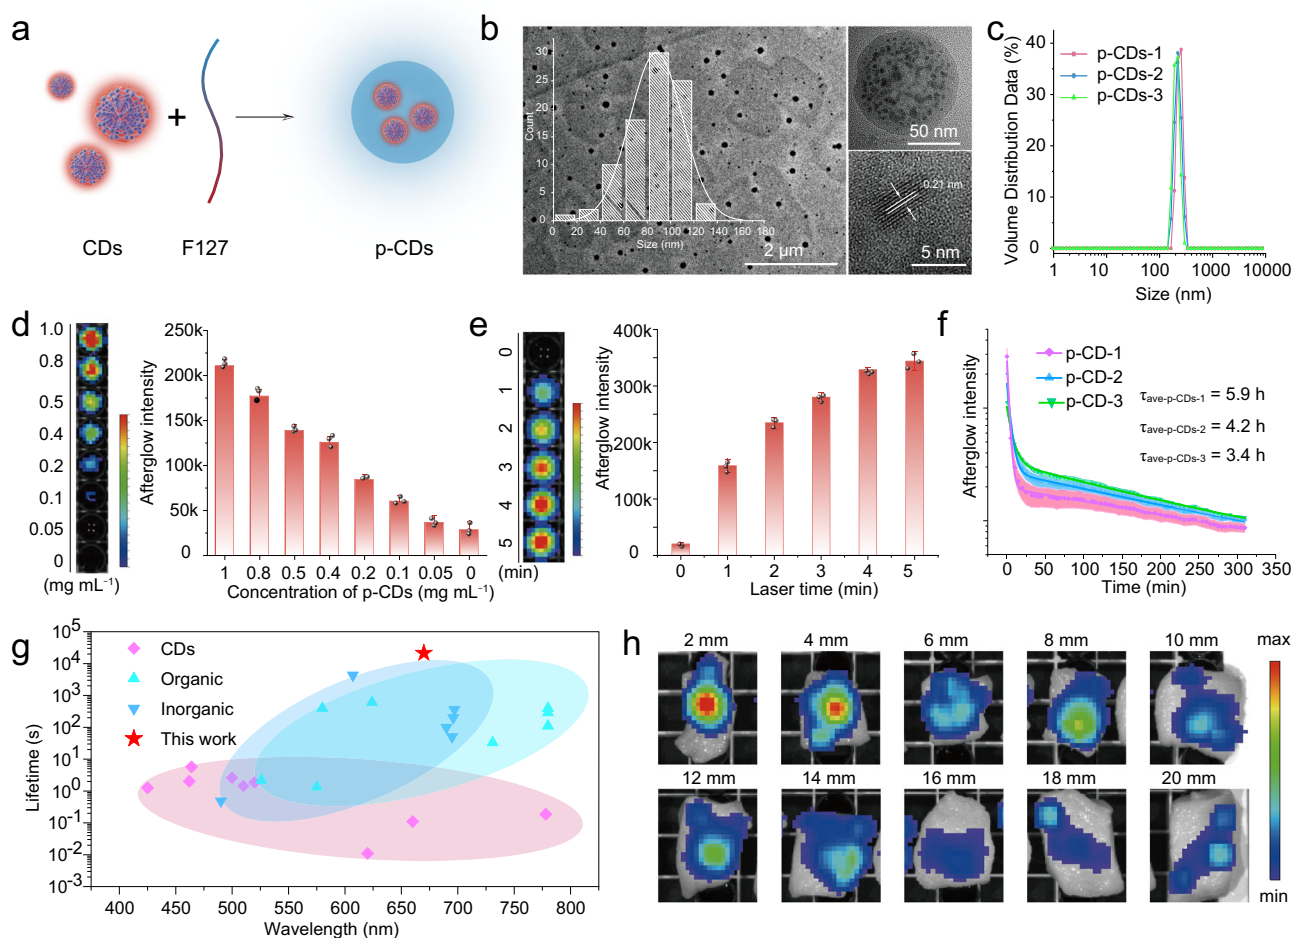 a
CDs
+
F127
p-CDs
b
Count
30
25
20
15
10
5
0
0 20 40 60 80 100 120 140 160 180
Size (nm)
2 μm
50 nm
0.21 nm
5 nm
c
Volume Distribution Data (%)
40
30
20
10
0
p-CDs-1
p-CDs-2
p-CDs-3
1 10 100 1000 10000
Size (nm)
d
1.0
0.8
0.5
0.4
0.2
0.1
0.05
0
(mg mL⁻¹)
Afterglow intensity
250k
200k
150k
100k
50k
0
1 0.8 0.5 0.4 0.2 0.1 0.05 0
Concentration of p-CDs (mg mL⁻¹)
e
0
1
2
3
4
5
(min)
Afterglow intensity
400k
300k
200k
100k
0
0 1 2 3 4 5
Laser time (min)
f
Afterglow intensity
p-CD-1
p-CD-2
p-CD-3
τave-p-CDs-1 = 5.9 h
τave-p-CDs-2 = 4.2 h
τave-p-CDs-3 = 3.4 h
0 50 100 150 200 250 300 350
Time (min)
g
Lifetime (s)
10⁵
10⁴
10³
10²
10¹
10⁰
10⁻¹
10⁻²
10⁻³
CDs
Organic
Inorganic
This work
400 450 500 550 600 650 700 750 800
Wavelength (nm)
h
2 mm 4 mm 6 mm 8 mm 10 mm
12 mm 14 mm 16 mm 18 mm 20 mm
max
min